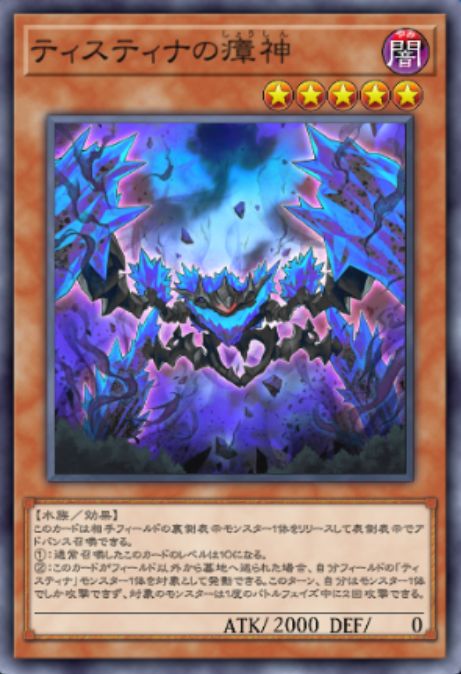 ティスティナの瘴神
しょうしん
やみ
闇
【水族／効果】
このカードは相手フィールドの裏側表示モンスター1体をリリースして表側表示でア
ドバンス召喚できる。
①：通常召喚したこのカードのレベルは10になる。
②：このカードがフィールド以外から墓地へ送られた場合、自分フィールドの「ティ
スティナ」モンスター1体を対象として発動できる。このターン、自分はモンスター1体
でしか攻撃できず、対象のモンスターは1度のバトルフェイズ中に2回攻撃できる。
ATK/ 2000 DEF/ 0